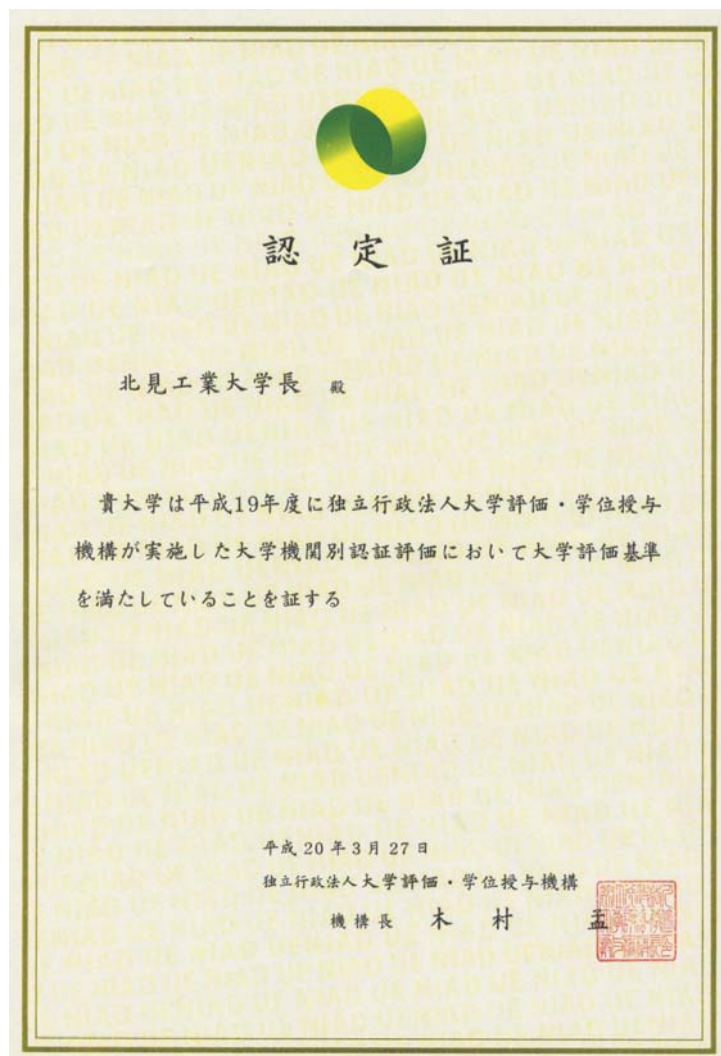 認定証
北見工業大学長 殿
貴大学は平成19年度に独立行政法人大学評価・学位授与
機構が実施した大学機関別認証評価において大学評価基準
を満たしていることを証する
平成20年3月27日
独立行政法人大学評価・学位授与機構
機構長 木村 孟